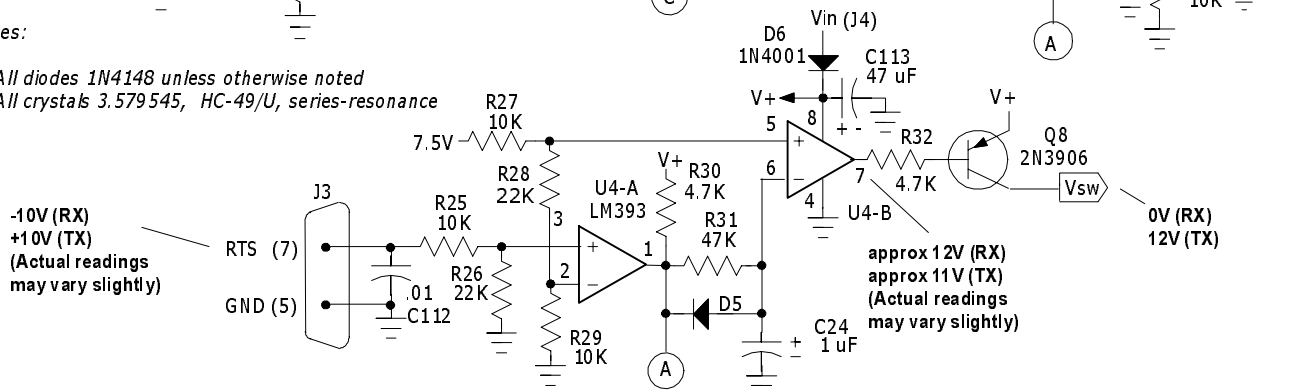 C
10K
A
es:
All diodes 1N4148 unless otherwise noted
All crystals 3.579545, HC-49/U, series-resonance
Vin (J4)
D6
1N4001
C113
47 uF
V+
+ -
R27
10K
7.5V
5
+
8
6
-
4
7
U4-B
R32
4.7K
V+
Q8
2N3906
Vsw
0V (RX)
12V (TX)
R28
22K
V+
R30
4.7K
U4-A
LM393
3
+
2
-
1
R31
47K
J3
-10V (RX)
+10V (TX)
(Actual readings
may vary slightly)
RTS (7)
GND (5)
R25
10K
R26
22K
.01
C112
R29
10K
D5
A
C24
1 uF
+
-
approx 12V (RX)
approx 11V (TX)
(Actual readings
may vary slightly)